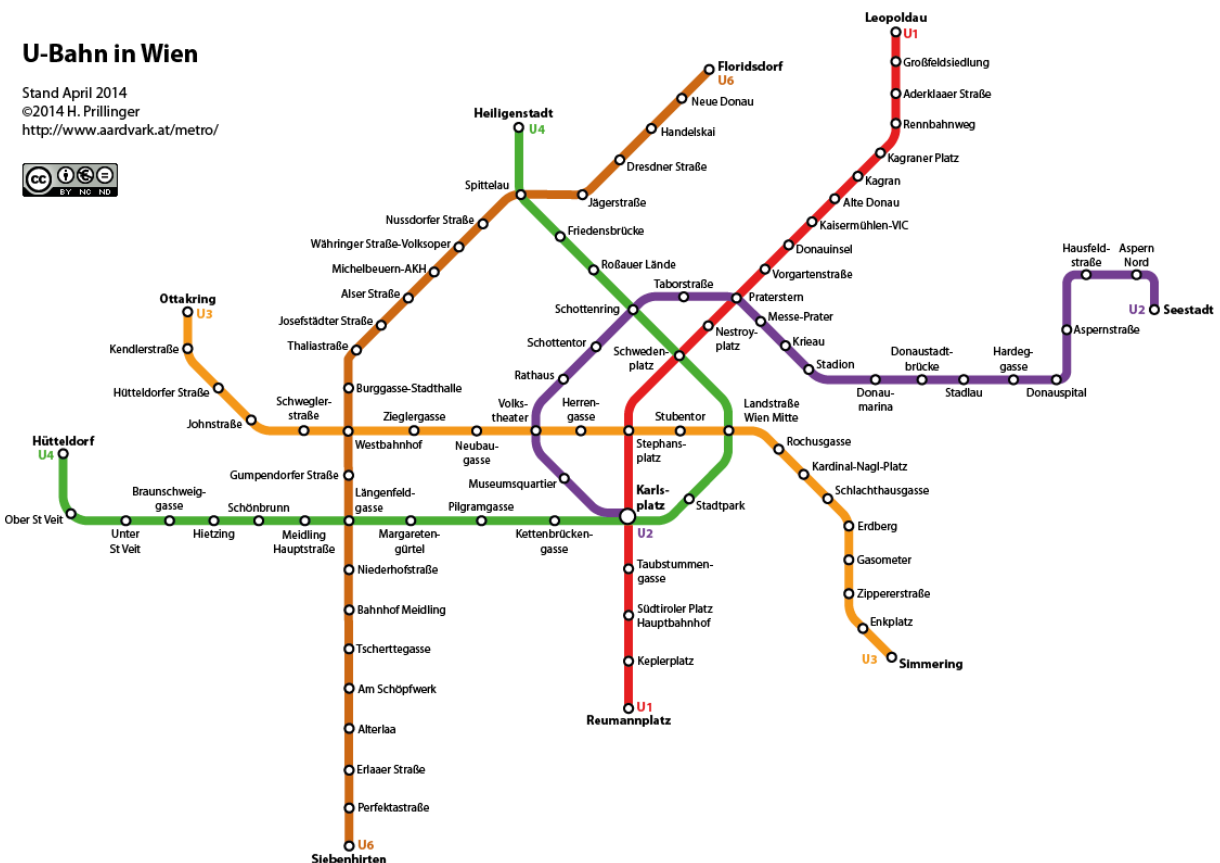 U-Bahn in Wien
Stand April 2014
©2014 H. Prillinger
http://www.aardvark.at/metro/
cc
BY NC ND
Leopoldau
U1
Großfeldsiedlung
Aderklaaer Straße
Rennbahnweg
Kagraner Platz
Kagran
Alte Donau
Kaisermühlen-VIC
Donauinsel
Vorgartenstraße
Praterstern
Nestroy-
platz
Schweden-
platz
Stephans-
platz
Karls-
platz
U2
Taubstummen-
gasse
Südtiroler Platz
Hauptbahnhof
Keplerplatz
U1
Reumannplatz
Floridsdorf
U6
Neue Donau
Handelskai
Dresdner Straße
Jägerstraße
Heiligenstadt
U4
Spittelau
Friedensbrücke
Roßauer Lände
Schottenring
Taborstraße
Nussdorfer Straße
Währinger Straße-Volksoper
Michelbeuern-AKH
Alser Straße
Josefstädter Straße
Thaliastraße
Burggasse-Stadthalle
Westbahnhof
Gumpendorfer Straße
Längenfeld-
gasse
Niederhofstraße
Bahnhof Meidling
Tscherttegasse
Am Schöpfwerk
Alterlaa
Erlaaer Straße
Perfektastraße
U6
Siebenhirten
Ottakring
U3
Kendlerstraße
Hütteldorfer Straße
Johnstraße
Schwegler-
straße
Zieglergasse
Neubau-
gasse
Volks-
theater
Herren-
gasse
Stubentor
Landstraße
Wien Mitte
Rochusgasse
Kardinal-Nagl-Platz
Schlachthausgasse
Erdberg
Gasometer
Zippererstraße
Enkplatz
U3
Simmering
Hütteldorf
U4
Ober St Veit
Unter
St Veit
Braunschweig-
gasse
Hietzing
Schönbrunn
Meidling
Hauptstraße
Margareten-
gürtel
Pilgramgasse
Kettenbrücken-
gasse
Stadtpark
Museumsquartier
Rathaus
Schottentor
Messe-Prater
Krieau
Stadion
Donau-
marina
Donaustadt-
brücke
Stadlau
Hardeg-
gasse
Donauspital
Aspernstraße
Hausfeld-
straße
Aspern
Nord
U2
Seestadt